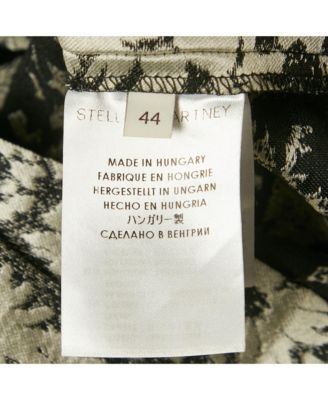 STELL
44
RTNEY
MADE IN HUNGARY
FABRIQUE EN HONGRIE
HERGESTELLT IN UNGARN
HECHO EN HUNGRIA
ハンガリー製
СДЕЛАНО В ВЕНГРИИ